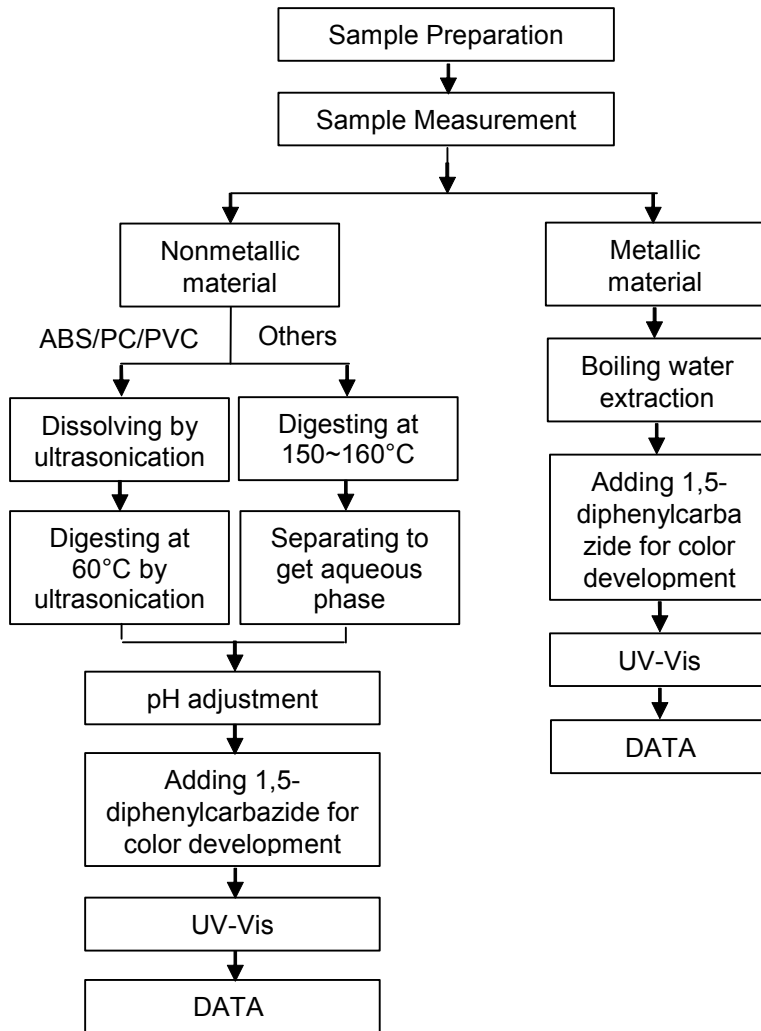 Sample Preparation
Sample Measurement
Nonmetallic
material
Metallic
material
ABS/PC/PVC
Others
Boiling water
extraction
Dissolving by
ultrasonication
Digesting at
150~160°C
Adding 1,5-
diphenylcarba
zide for color
development
Digesting at
60°C by
ultrasonication
Separating to
get aqueous
phase
UV-Vis
pH adjustment
DATA
Adding 1,5-
diphenylcarbazide for
color development
UV-Vis
DATA